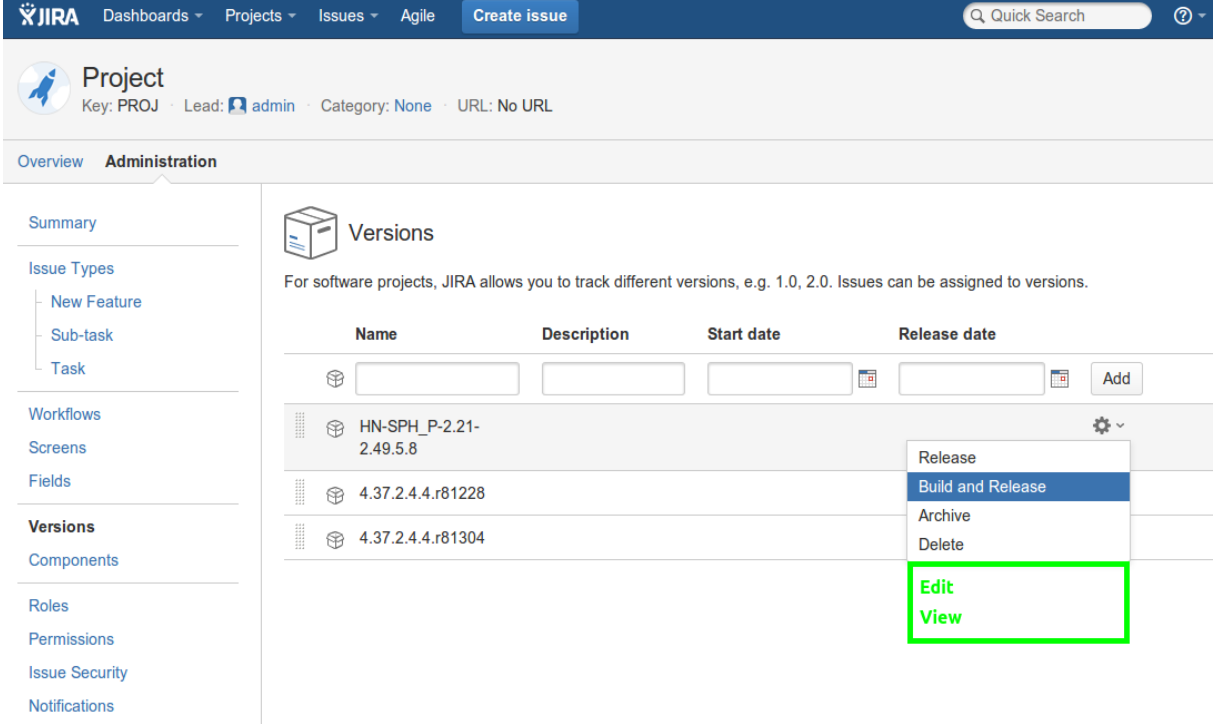 JIRA Dashboards Projects Issues Agile Create issue Quick Search ?
Project
Key: PROJ · Lead: admin · Category: None · URL: No URL
Overview Administration
Summary
Issue Types
New Feature
Sub-task
Task
Workflows
Screens
Fields
Versions
Components
Roles
Permissions
Issue Security
Notifications
Versions
For software projects, JIRA allows you to track different versions, e.g. 1.0, 2.0. Issues can be assigned to versions.
Name Description Start date Release date
Add
HN-SPH_P-2.21-
2.49.5.8
4.37.2.4.4.r81228
4.37.2.4.4.r81304
Release
Build and Release
Archive
Delete
Edit
View